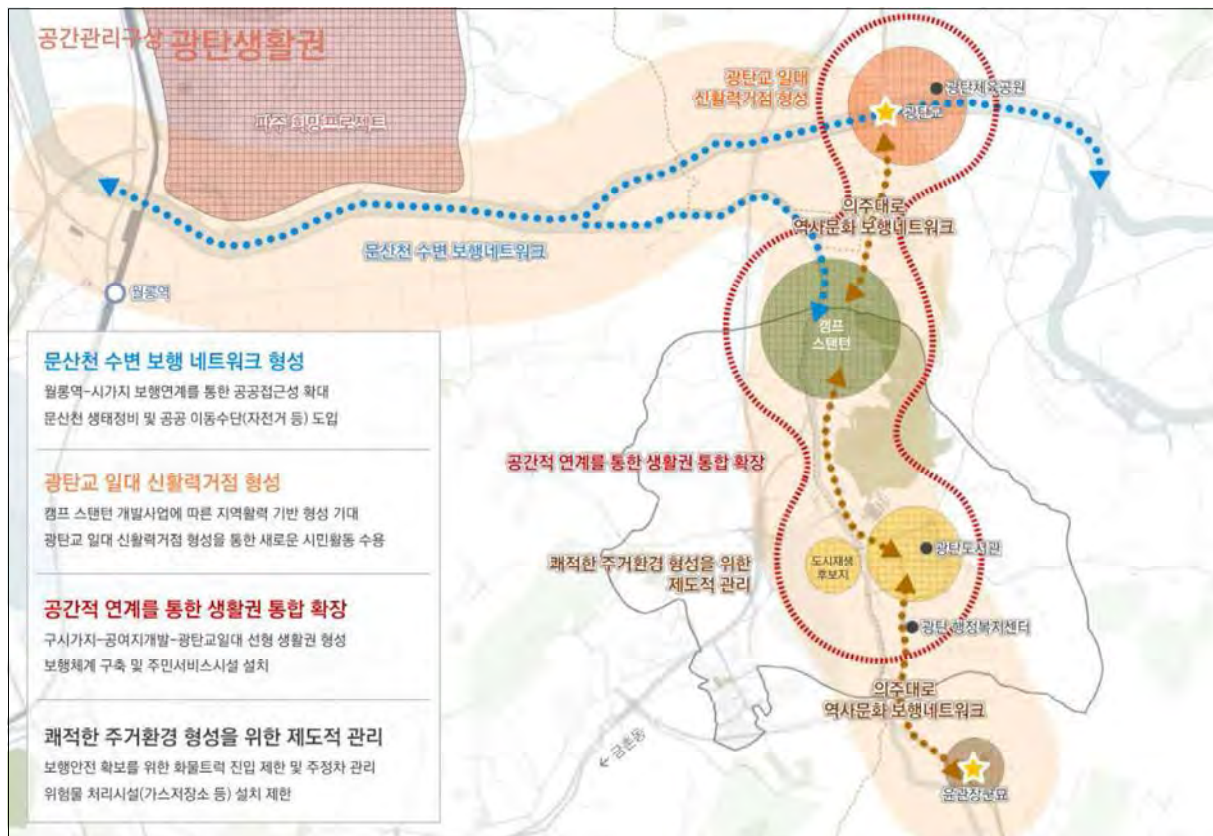 공간관리구상 광탄생활권
파주 희망프로젝트
광탄교 일대
신활력거점 형성
광탄체육공원
광탄교
의주대로
역사문화 보행네트워크
문산천 수변 보행네트워크
월롱역
캠프
스탠턴
문산천 수변 보행 네트워크 형성
월롱역-시가지 보행연계를 통한 공공접근성 확대
문산천 생태정비 및 공공 이동수단(자전거 등) 도입
광탄교 일대 신활력거점 형성
캠프 스탠턴 개발사업에 따른 지역활력 기반 형성 기대
광탄교 일대 신활력거점 형성을 통한 새로운 시민활동 수용
공간적 연계를 통한 생활권 통합 확장
구시가지-공여지개발-광탄교일대 선형 생활권 형성
보행체계 구축 및 주민서비스시설 설치
쾌적한 주거환경 형성을 위한 제도적 관리
보행안전 확보를 위한 화물트럭 진입 제한 및 주정차 관리
위험물 처리시설(가스저장소 등) 설치 제한
공간적 연계를 통한 생활권 통합 확장
쾌적한 주거환경 형성을 위한
제도적 관리
도시재생
후보지
광탄도서관
광탄 행정복지센터
의주대로
역사문화 보행네트워크
← 금촌동
윤관장군묘